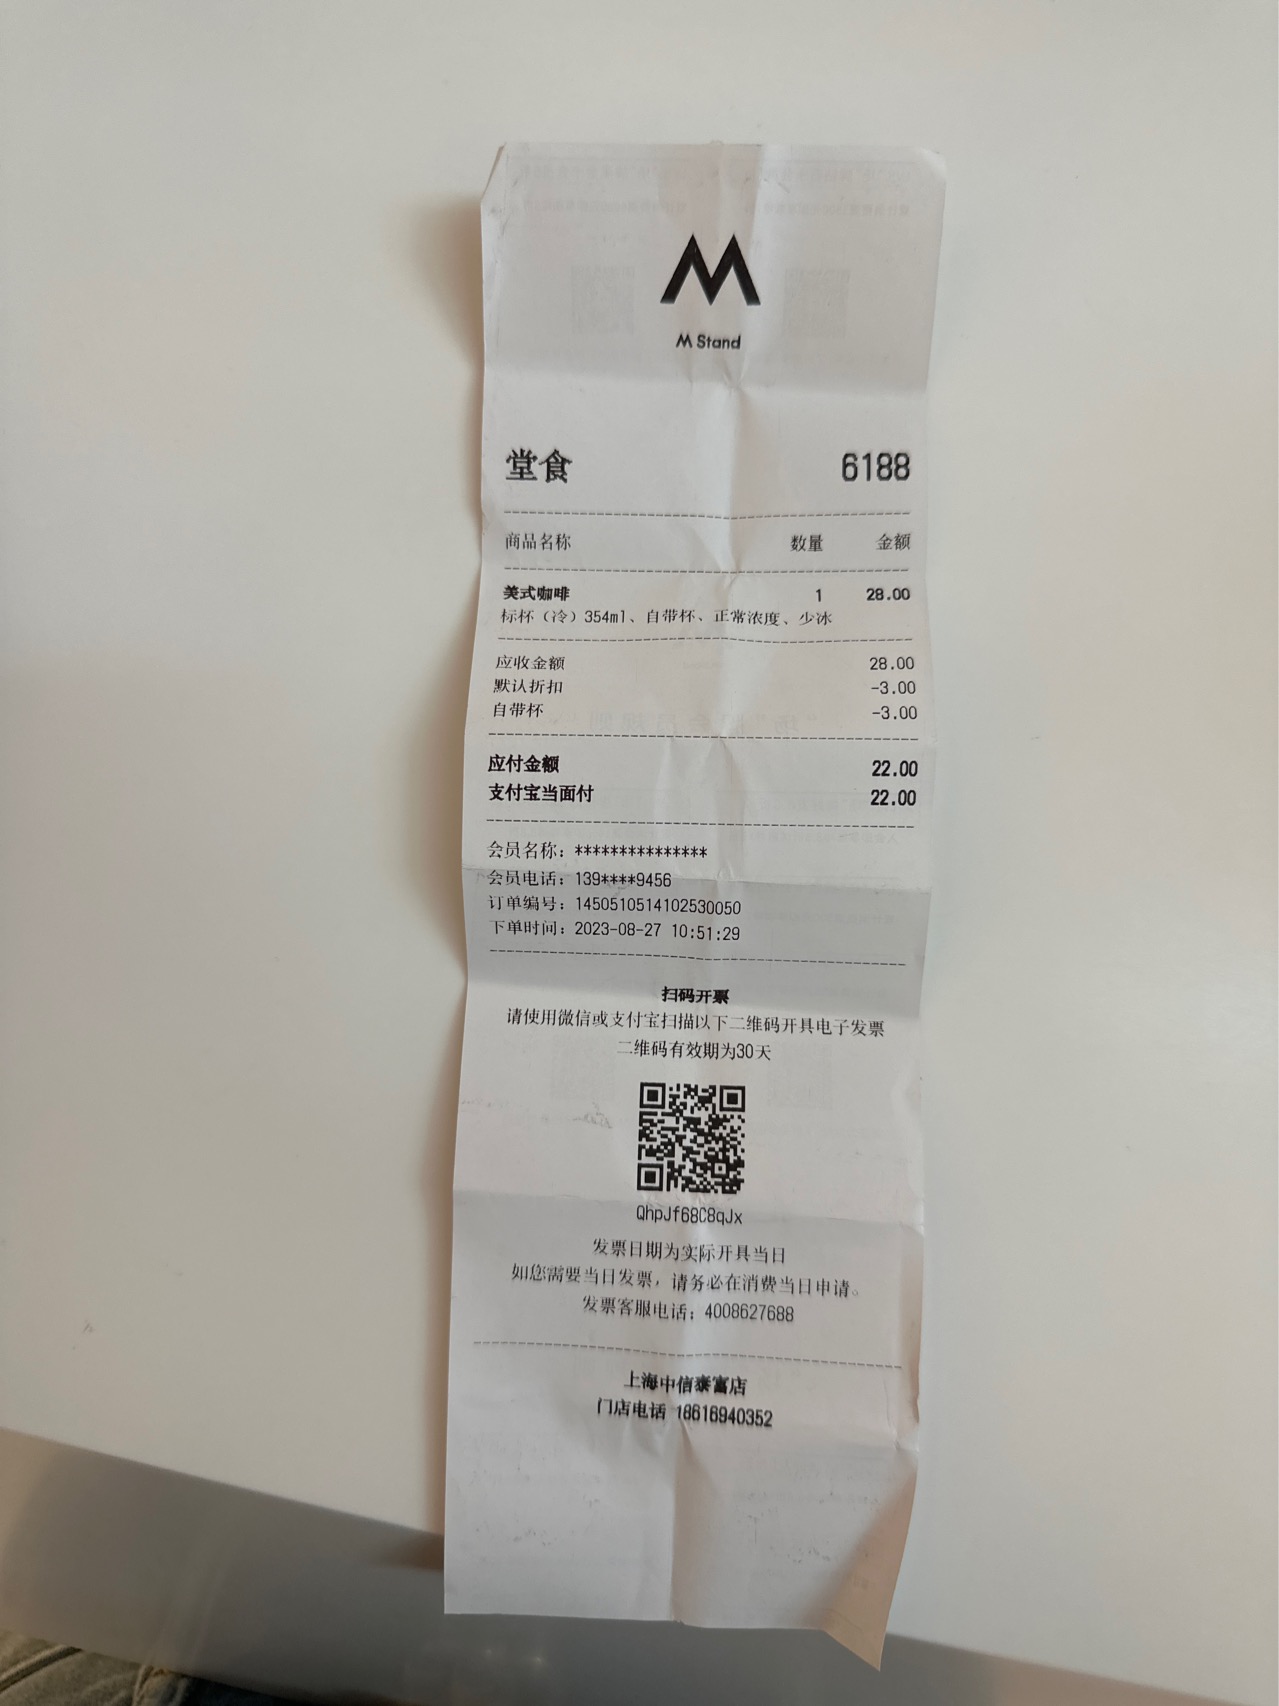 M Stand
堂食 6188
商品名称 数量 金额
美式咖啡 1 28.00
标杯（冷）354ml、自带杯、正常浓度、少冰
应收金额 28.00
默认折扣 -3.00
自带杯 -3.00
应付金额 22.00
支付宝当面付 22.00
会员名称：***************
会员电话：139****9456
订单编号：1450510514102530050
下单时间：2023-08-27 10:51:29
扫码开票
请使用微信或支付宝扫描以下二维码开具电子发票
二维码有效期为30天
QhpJf68C8qJx
发票日期为实际开具当日
如您需要当日发票，请务必在消费当日申请。
发票客服电话：4008627688
上海中信泰富店
门店电话 18616940352